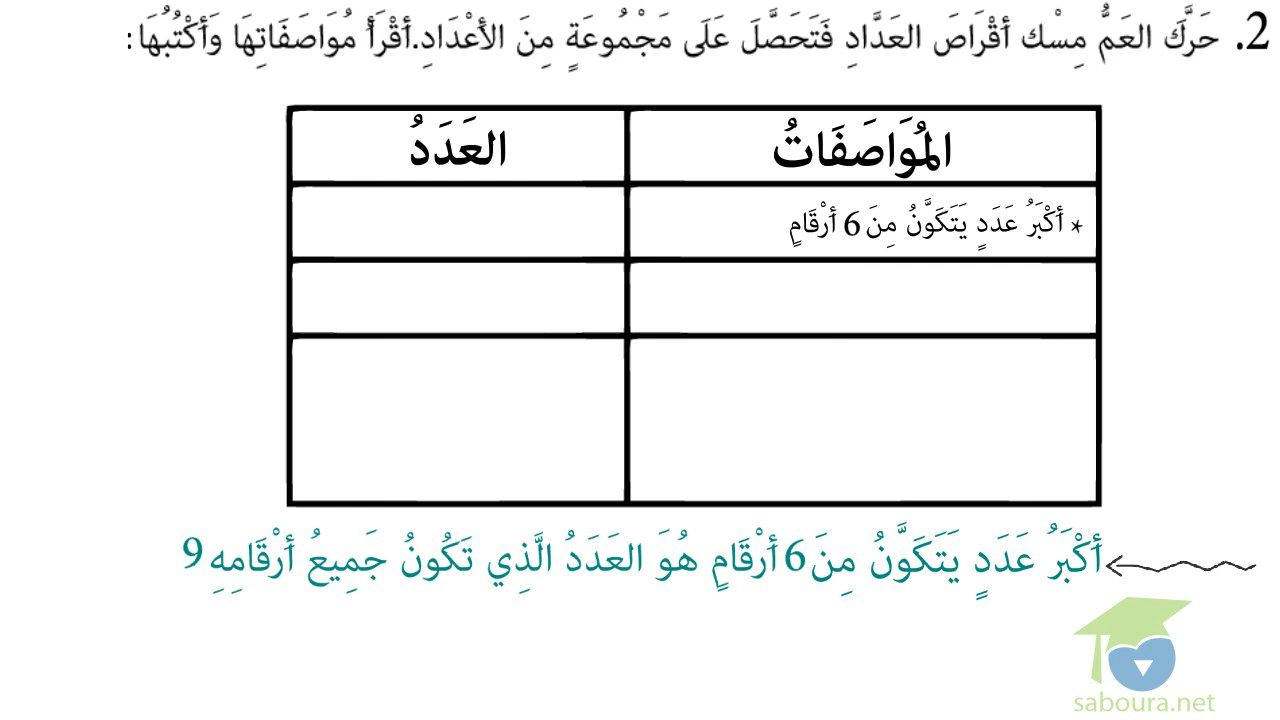 2. حَرَّكَ العَمُّ مِسْك أَقْرَاصَ العَدَّادِ فَتَحَصَّلَ عَلَى مَجْمُوعَةٍ مِنَ الأَعْدَادِ.أَقْرَأُ مُوَاصَفَاتِهَا وَأَكْتُبُهَا:
المُوَاصَفَاتُ العَدَدُ
* أَكْبَرُ عَدَدٍ يَتَكَوَّنُ مِنَ 6 أَرْقَامٍ
أَكْبَرُ عَدَدٍ يَتَكَوَّنُ مِنَ 6 أَرْقَامٍ هُوَ العَدَدُ الَّذِي تَكُونُ جَمِيعُ أَرْقَامِهِ 9
saboura.net